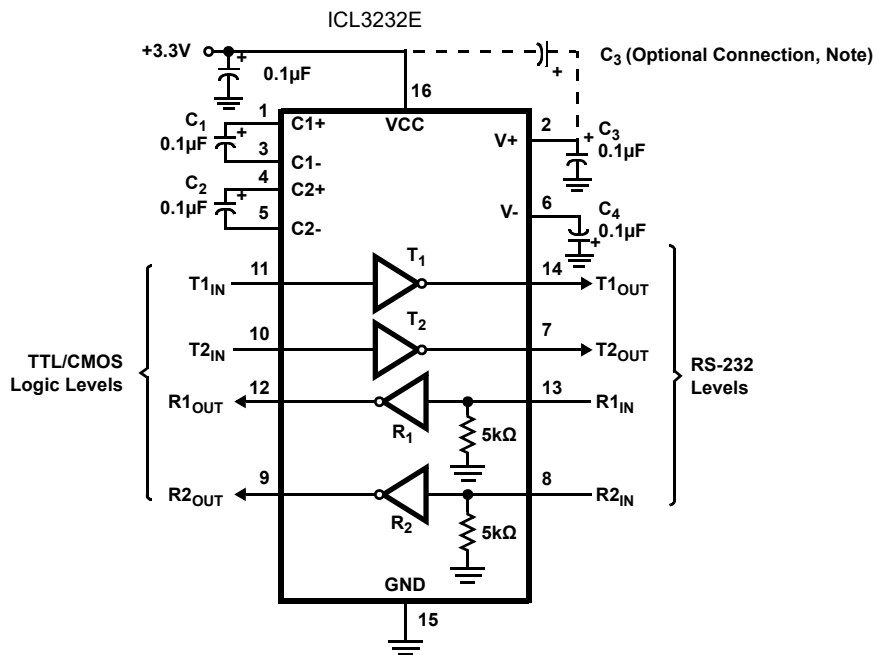 ICL3232E
+3.3V
+
0.1µF
+
C3 (Optional Connection, Note)
16
VCC
1
C1+
C1
0.1µF
+
3
C1-
4
C2+
C2
0.1µF
+
5
C2-
2
V+
+
C3
0.1µF
6
V-
C4
0.1µF
+
T1IN
11
T1
14
T1OUT
T2IN
10
T2
7
T2OUT
TTL/CMOS
Logic Levels
RS-232
Levels
R1OUT
12
R1
13
R1IN
5kΩ
R2OUT
9
R2
8
R2IN
5kΩ
GND
15